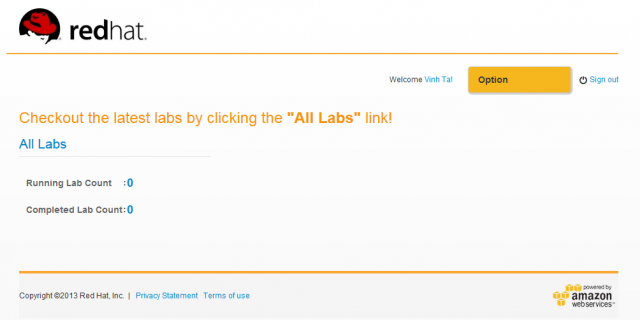 redhat.
Welcome Vinh Ta! Option Sign out
Checkout the latest labs by clicking the "All Labs" link!
All Labs
Running Lab Count :0
Completed Lab Count:0
Copyright ©2013 Red Hat, Inc. | Privacy Statement Terms of use
powered by
amazon
webservices™